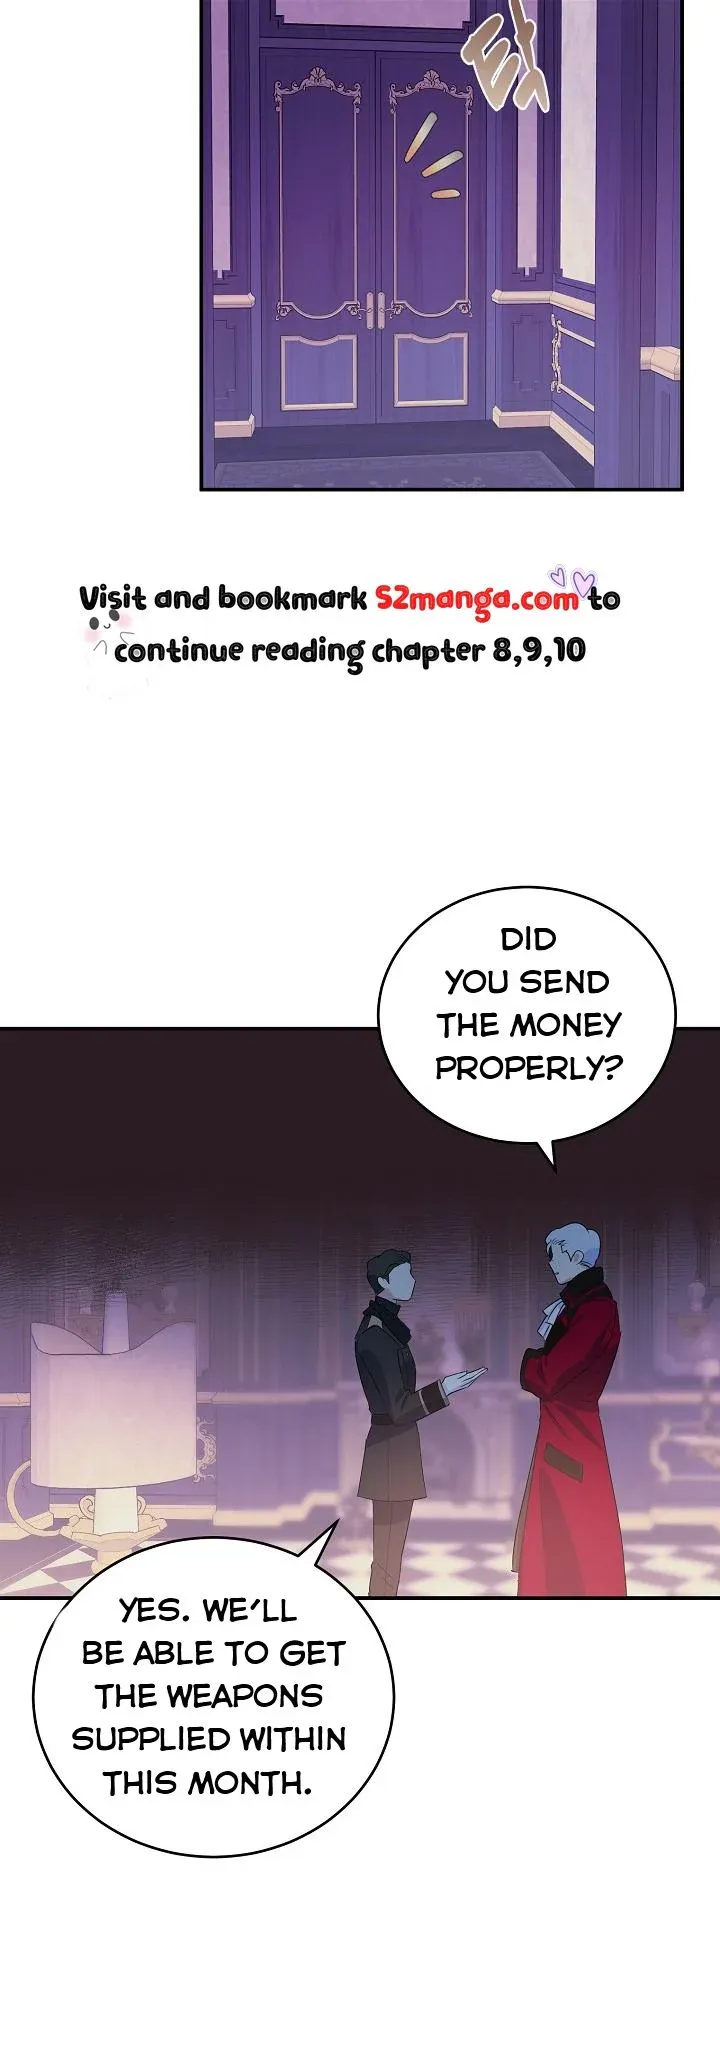 턱
Visit and bookmark S2manga.com to
continue reading chapter 8,9,10
DID
YOU SEND
THE MONEY
PROPERLY?
YES. WE'LL
BE ABLE TO GET
THE WEAPONS
SUPPLIED WITHIN
THIS MONTH.